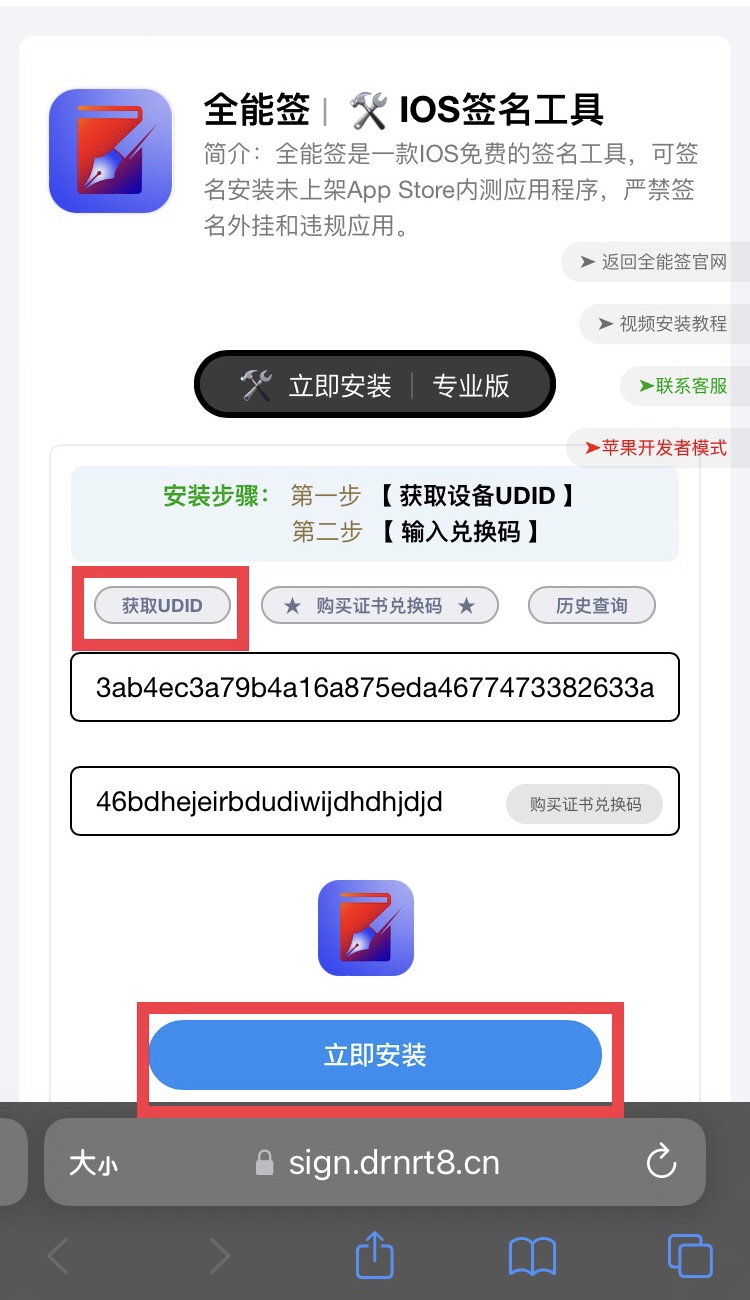 全能签 | 🛠 IOS签名工具
简介：全能签是一款IOS免费的签名工具，可签
名安装未上架App Store内测应用程序，严禁签
名外挂和违规应用。
➤ 返回全能签官网
➤ 视频安装教程
🛠 立即安装 | 专业版
➤联系客服
➤苹果开发者模式
安装步骤： 第一步 【 获取设备UDID 】
第二步 【 输入兑换码 】
获取UDID ★ 购买证书兑换码 ★ 历史查询
3ab4ec3a79b4a16a875eda4677473382633a
46bdhejeirbdudiwijdhdhjdjd 购买证书兑换码
立即安装
大小 sign.drnrt8.cn